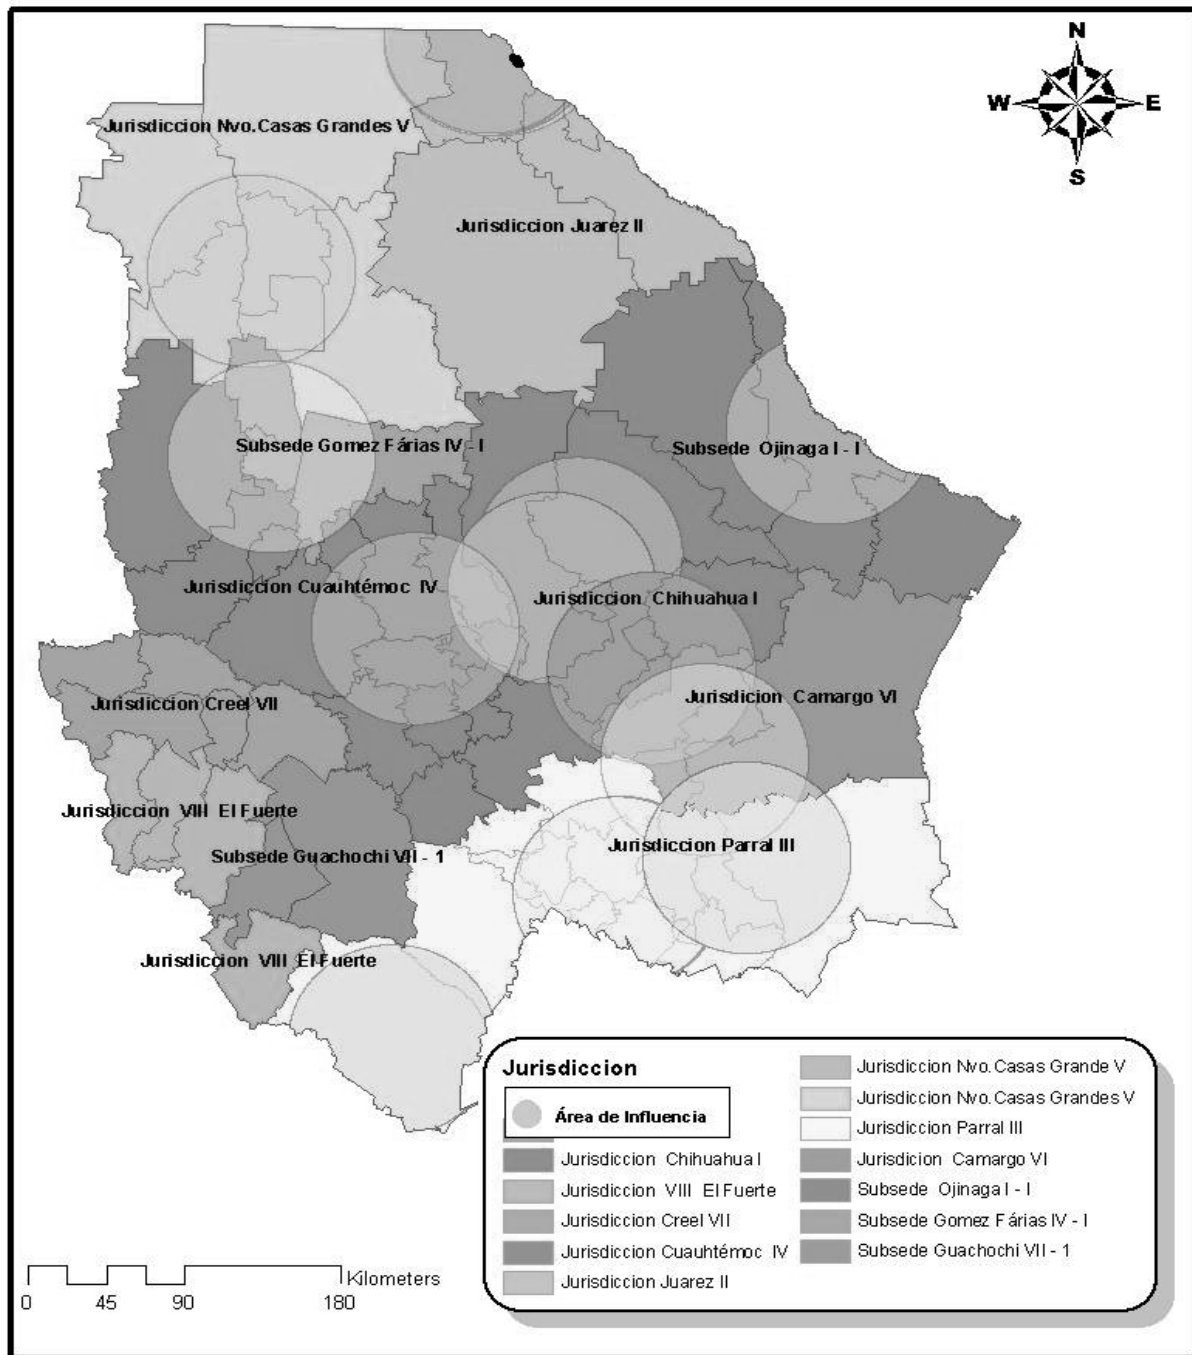 N
W E
S
Jurisdiccion Nvo.Casas Grandes V
Jurisdiccion Juarez II
Subsede Gomez Fárias IV - I
Subsede Ojinaga I - I
Jurisdiccion Cuauhtémoc IV
Jurisdiccion Chihuahua I
Jurisdiccion Creel VII
Jurisdicion Camargo VI
Jurisdiccion VIII El Fuerte
Subsede Guachochi VII - 1
Jurisdiccion Parral III
Jurisdiccion VIII El Fuerte
Jurisdiccion
Área de Influencia
Jurisdiccion Chihuahua I
Jurisdiccion VIII El Fuerte
Jurisdiccion Creel VII
Jurisdiccion Cuauhtémoc IV
Jurisdiccion Juarez II
Jurisdiccion Nvo.Casas Grande V
Jurisdiccion Nvo.Casas Grandes V
Jurisdiccion Parral III
Jurisdicion Camargo VI
Subsede Ojinaga I - I
Subsede Gomez Fárias IV - I
Subsede Guachochi VII - 1
Kilometers
0 45 90 180